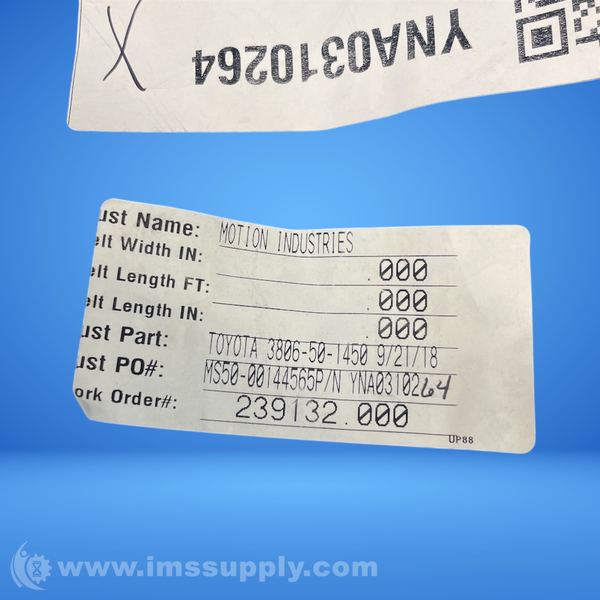 X YNA0310264
ust Name: MOTION INDUSTRIES
elt Width IN: .000
elt Length FT: .000
elt Length IN: .000
ust Part: TOYOTA 3806-50-1450 9/21/18
ust PO#: MS50-00144565P/N YNA0310264
ork Order#: 239132.000
UP88
www.imssupply.com